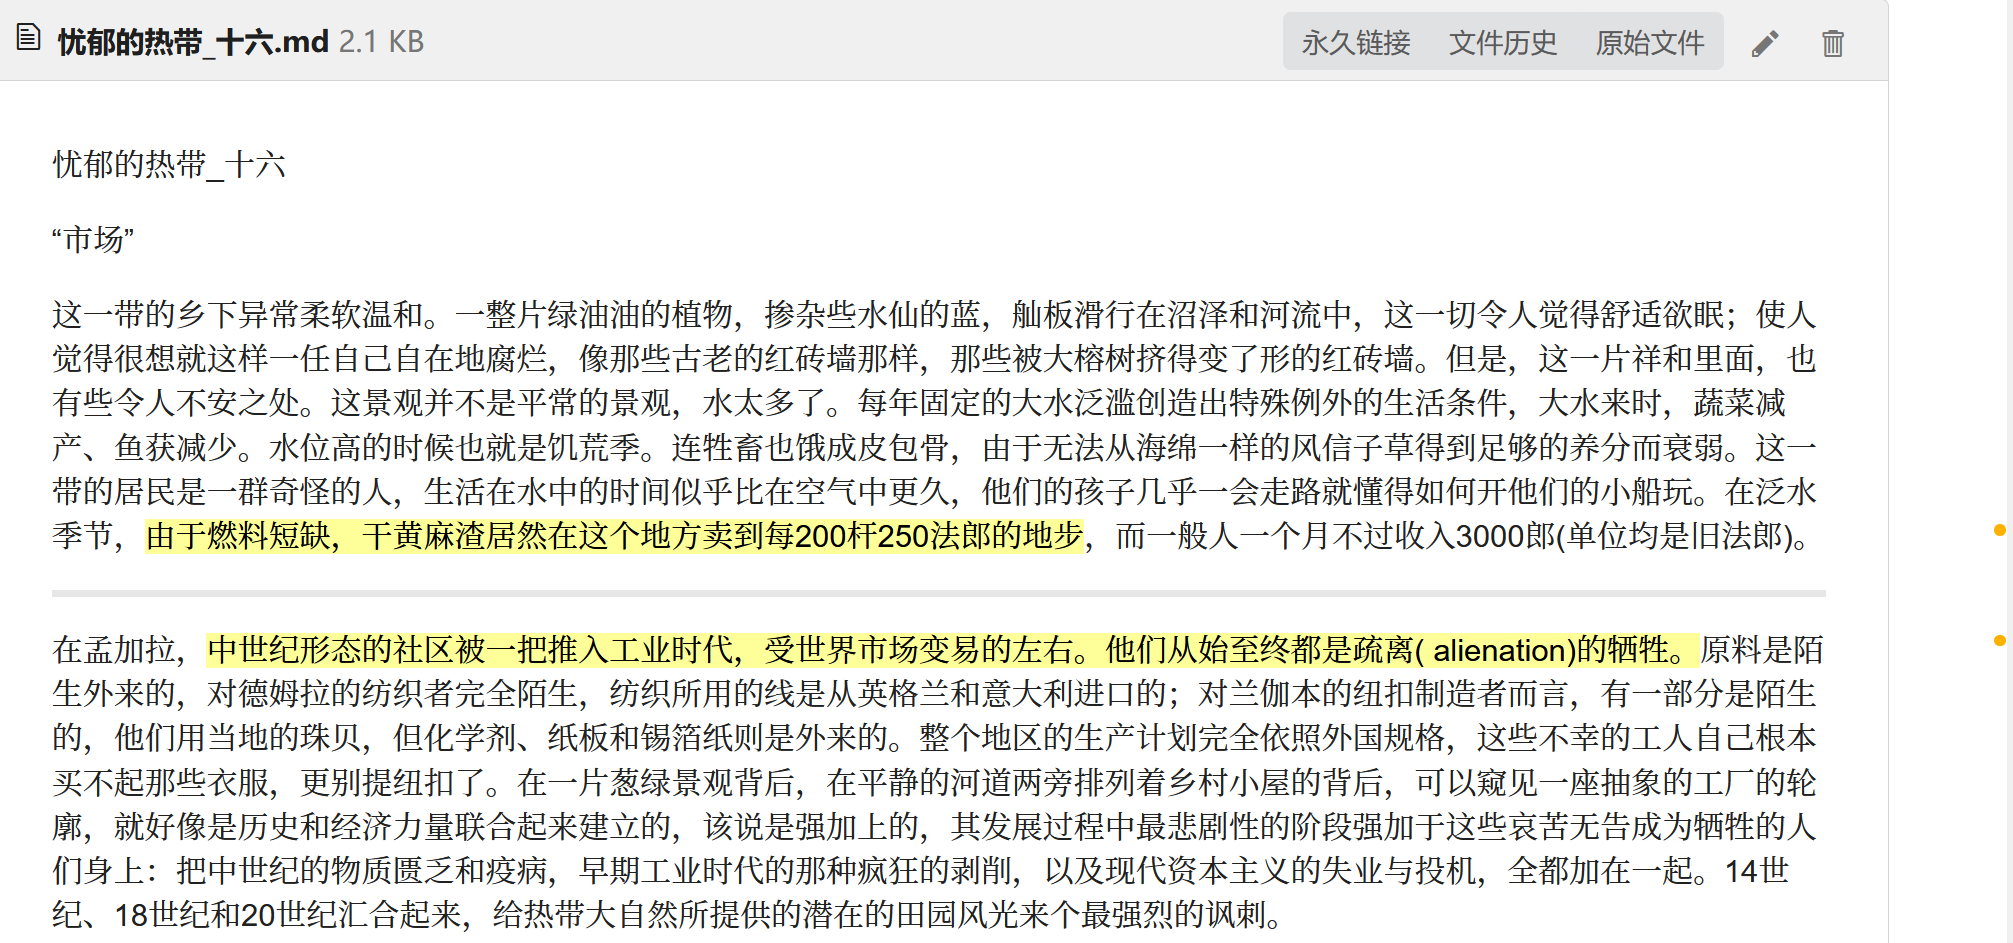 忧郁的热带_十六.md 2.1 KB
永久链接 文件历史 原始文件
忧郁的热带_十六
“市场”
这一带的乡下异常柔软温和。一整片绿油油的植物，掺杂些水仙的蓝，舢板滑行在沼泽和河流中，这一切令人觉得舒适欲眠；使人
觉得很想就这样一任自己自在地腐烂，像那些古老的红砖墙那样，那些被大榕树挤得变了形的红砖墙。但是，这一片祥和里面，也
有些令人不安之处。这景观并不是平常的景观，水太多了。每年固定的大水泛滥创造出特殊例外的生活条件，大水来时，蔬菜减
产、鱼获减少。水位高的时候也就是饥荒季。连牲畜也饿成皮包骨，由于无法从海绵一样的风信子草得到足够的养分而衰弱。这一
带的居民是一群奇怪的人，生活在水中的时间似乎比在空气中更久，他们的孩子几乎一会走路就懂得如何开他们的小船玩。在泛水
季节，由于燃料短缺，干黄麻渣居然在这个地方卖到每200杆250法郎的地步，而一般人一个月不过收入3000郎(单位均是旧法郎)。
在孟加拉，中世纪形态的社区被一把推入工业时代，受世界市场变易的左右。他们从始至终都是疏离( alienation)的牺牲。原料是陌
生外来的，对德姆拉的纺织者完全陌生，纺织所用的线是从英格兰和意大利进口的；对兰伽本的纽扣制造者而言，有一部分是陌生
的，他们用当地的珠贝，但化学剂、纸板和锡箔纸则是外来的。整个地区的生产计划完全依照外国规格，这些不幸的工人自己根本
买不起那些衣服，更别提纽扣了。在一片葱绿景观背后，在平静的河道两旁排列着乡村小屋的背后，可以窥见一座抽象的工厂的轮
廓，就好像是历史和经济力量联合起来建立的，该说是强加上的，其发展过程中最悲剧性的阶段强加于这些哀苦无告成为牺牲的人
们身上：把中世纪的物质匮乏和疫病，早期工业时代的那种疯狂的剥削，以及现代资本主义的失业与投机，全都加在一起。14世
纪、18世纪和20世纪汇合起来，给热带大自然所提供的潜在的田园风光来个最强烈的讽刺。